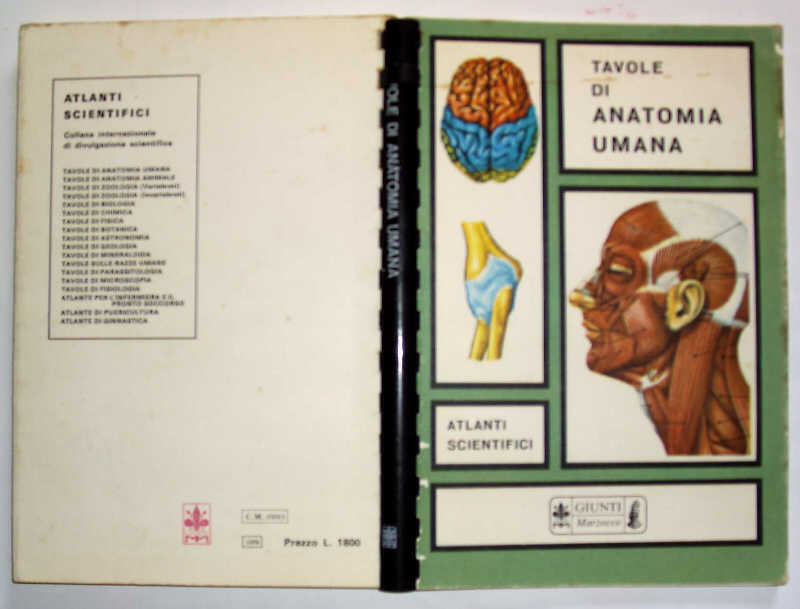 ATLANTI
SCIENTIFICI
Collana internazionale
di divulgazione scientifica
TAVOLE DI ANATOMIA UMANA
TAVOLE DI ANATOMIA ANIMALE
TAVOLE DI ZOOLOGIA (Vertebrati)
TAVOLE DI ZOOLOGIA (Invertebrati)
TAVOLE DI BIOLOGIA
TAVOLE DI CHIMICA
TAVOLE DI FISICA
TAVOLE DI BOTANICA
TAVOLE DI ASTRONOMIA
TAVOLE DI GEOLOGIA
TAVOLE DI MINERALOGIA
TAVOLE SULLE RAZZE UMANE
TAVOLE DI PARASSITOLOGIA
TAVOLE DI MICROSCOPIA
TAVOLE DI FISIOLOGIA
ATLANTE PER L'INFERMIERA E IL
PRONTO SOCCORSO
ATLANTE DI PUERICULTURA
ATLANTE DI GINNASTICA
C. M.
Prezzo L. 1800
OLE DI ANATOMIA UMANA
TAVOLE
DI
ANATOMIA
UMANA
ATLANTI
SCIENTIFICI
GIUNTI
Marzocco